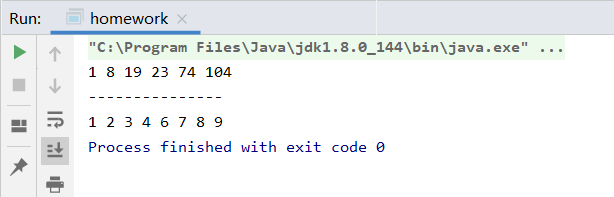 Run: homework
"C:\Program Files\Java\jdk1.8.0_144\bin\java.exe" ...
1 8 19 23 74 104
---------------
1 2 3 4 6 7 8 9
Process finished with exit code 0